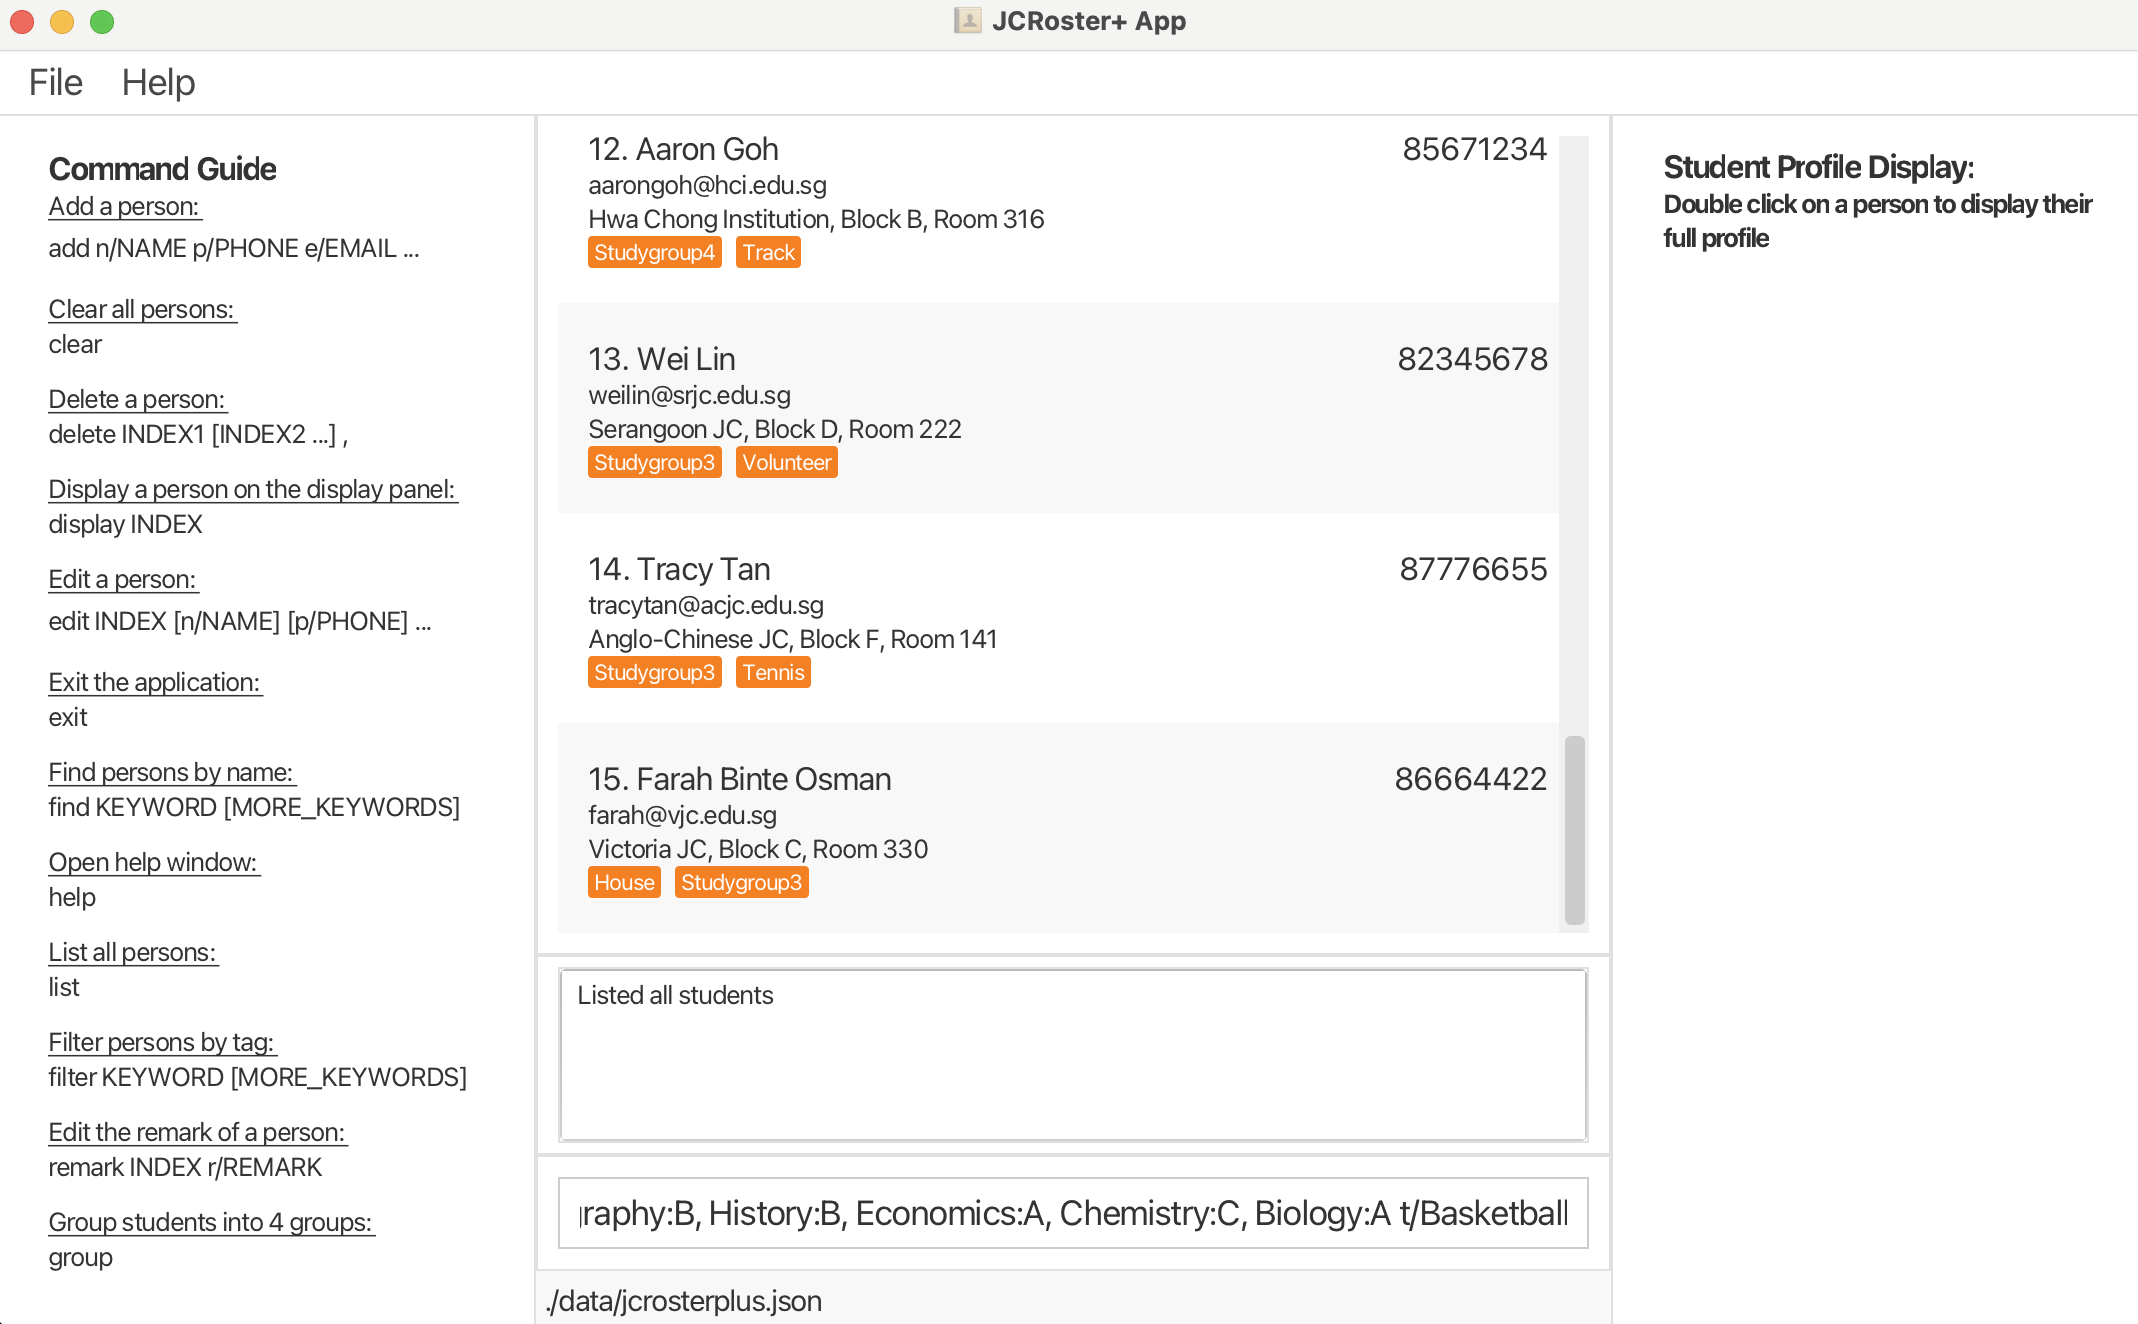 JCRoster+ App
File Help
Command Guide
Add a person:
add n/NAME p/PHONE e/EMAIL ...
Clear all persons:
clear
Delete a person:
delete INDEX1 [INDEX2 ...] ,
Display a person on the display panel:
display INDEX
Edit a person:
edit INDEX [n/NAME] [p/PHONE] ...
Exit the application:
exit
Find persons by name:
find KEYWORD [MORE_KEYWORDS]
Open help window:
help
List all persons:
list
Filter persons by tag:
filter KEYWORD [MORE_KEYWORDS]
Edit the remark of a person:
remark INDEX r/REMARK
Group students into 4 groups:
group
12. Aaron Goh 85671234
aarongoh@hci.edu.sg
Hwa Chong Institution, Block B, Room 316
Studygroup4 Track
13. Wei Lin 82345678
weilin@srjc.edu.sg
Serangoon JC, Block D, Room 222
Studygroup3 Volunteer
14. Tracy Tan 87776655
tracytan@acjc.edu.sg
Anglo-Chinese JC, Block F, Room 141
Studygroup3 Tennis
15. Farah Binte Osman 86664422
farah@vjc.edu.sg
Victoria JC, Block C, Room 330
House Studygroup3
Listed all students
raphy:B, History:B, Economics:A, Chemistry:C, Biology:A t/Basketball
./data/jcrosterplus.json
Student Profile Display:
Double click on a person to display their
full profile